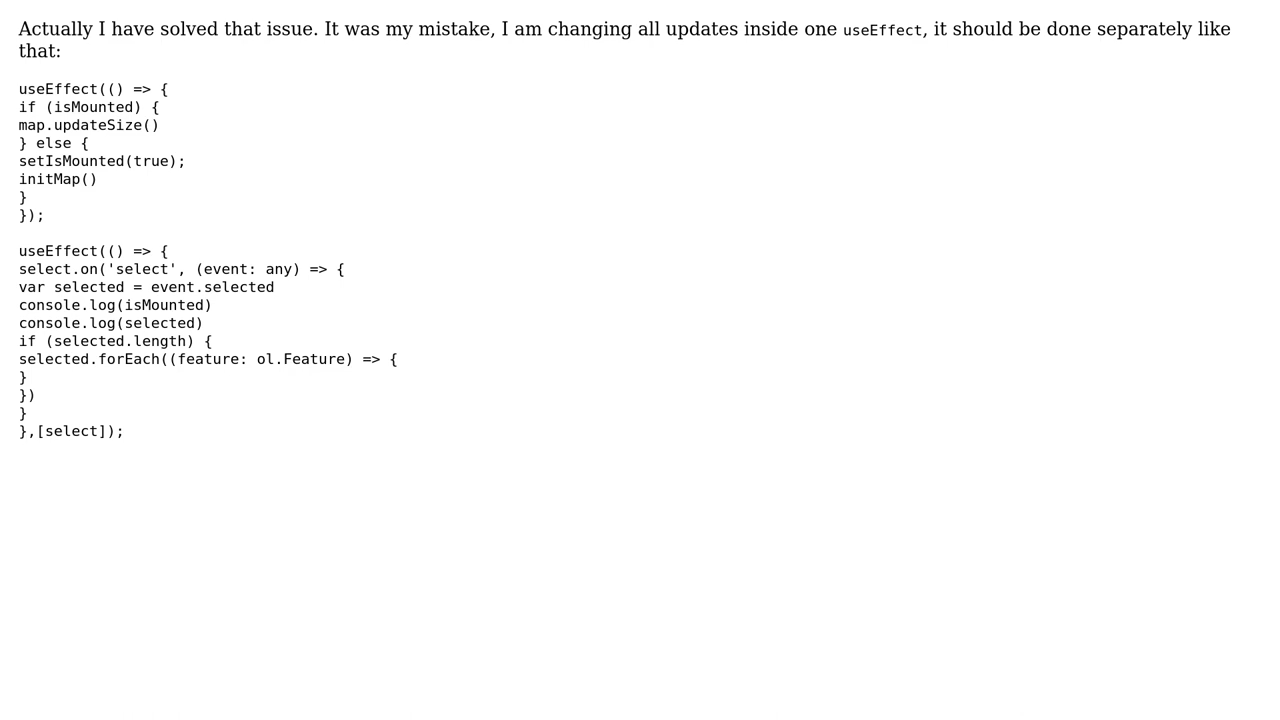 Actually I have solved that issue. It was my mistake, I am changing all updates inside one useEffect, it should be done separately like
that:
useEffect(() => {
if (isMounted) {
map.updateSize()
} else {
setIsMounted(true);
initMap()
}
});
useEffect(() => {
select.on('select', (event: any) => {
var selected = event.selected
console.log(isMounted)
console.log(selected)
if (selected.length) {
selected.forEach((feature: ol.Feature) => {
}
})
}
},[select]);